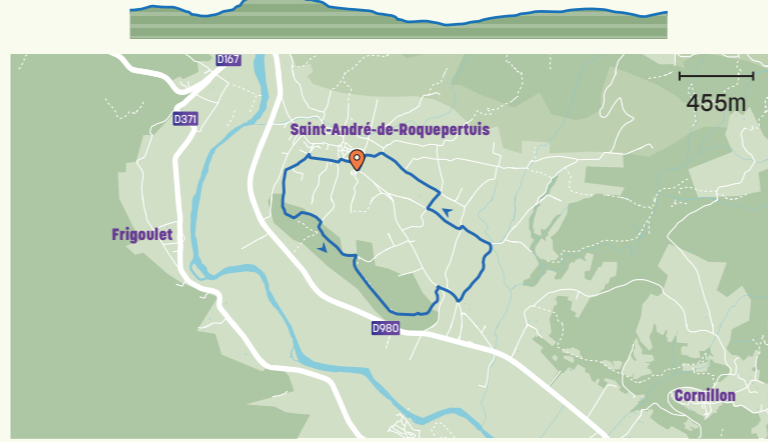 D167
455m
D371
Saint-André-de-Roquepertuis
Frigoulet
D980
Cornillon